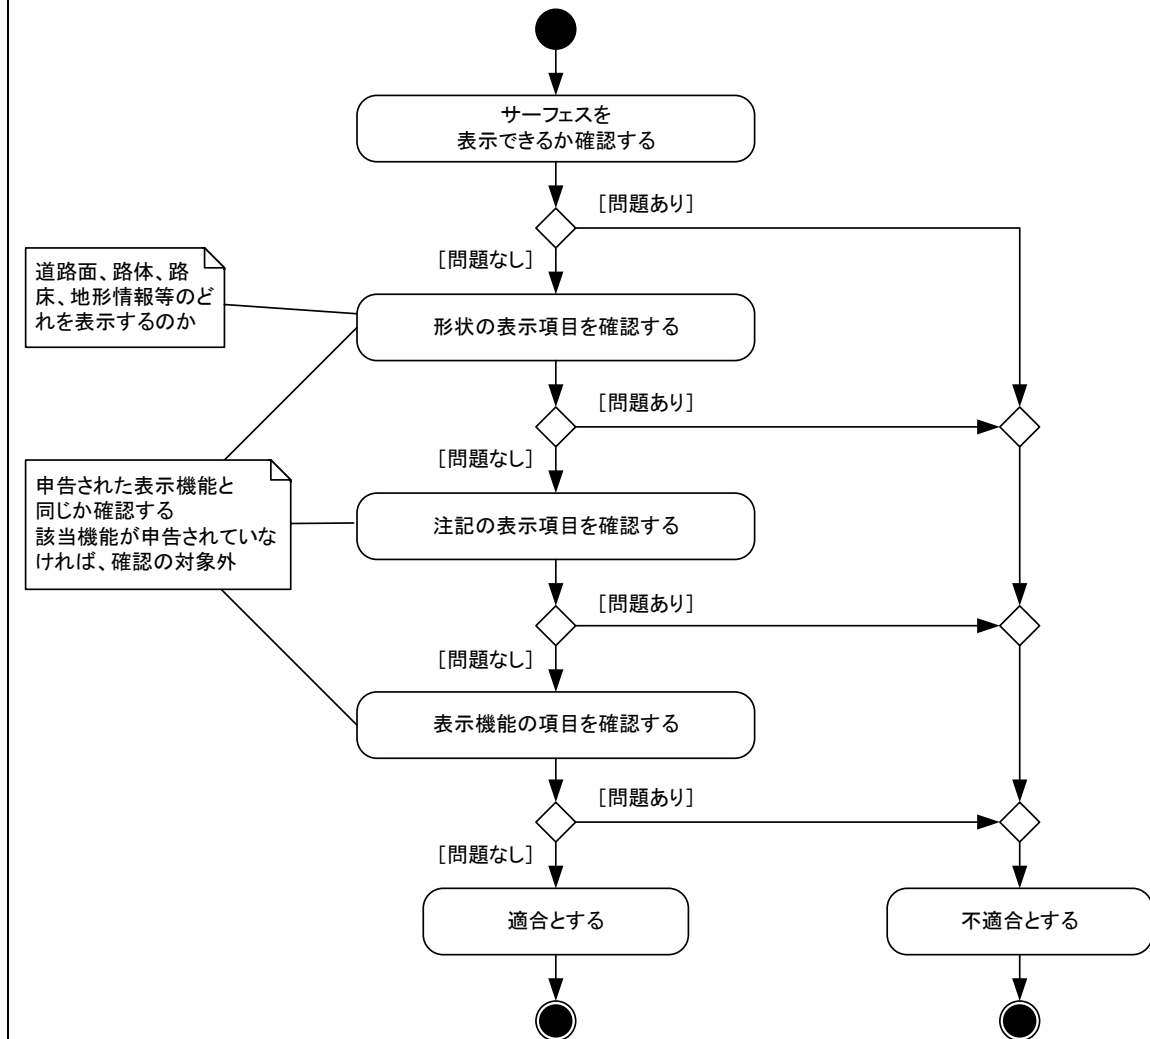 サーフェスを
表示できるか確認する
[問題あり]
[問題なし]
道路面、路体、路
床、地形情報等のど
れを表示するのか
形状の表示項目を確認する
[問題あり]
[問題なし]
申告された表示機能と
同じか確認する
該当機能が申告されていな
ければ、確認の対象外
注記の表示項目を確認する
[問題あり]
[問題なし]
表示機能の項目を確認する
[問題あり]
[問題なし]
適合とする
不適合とする